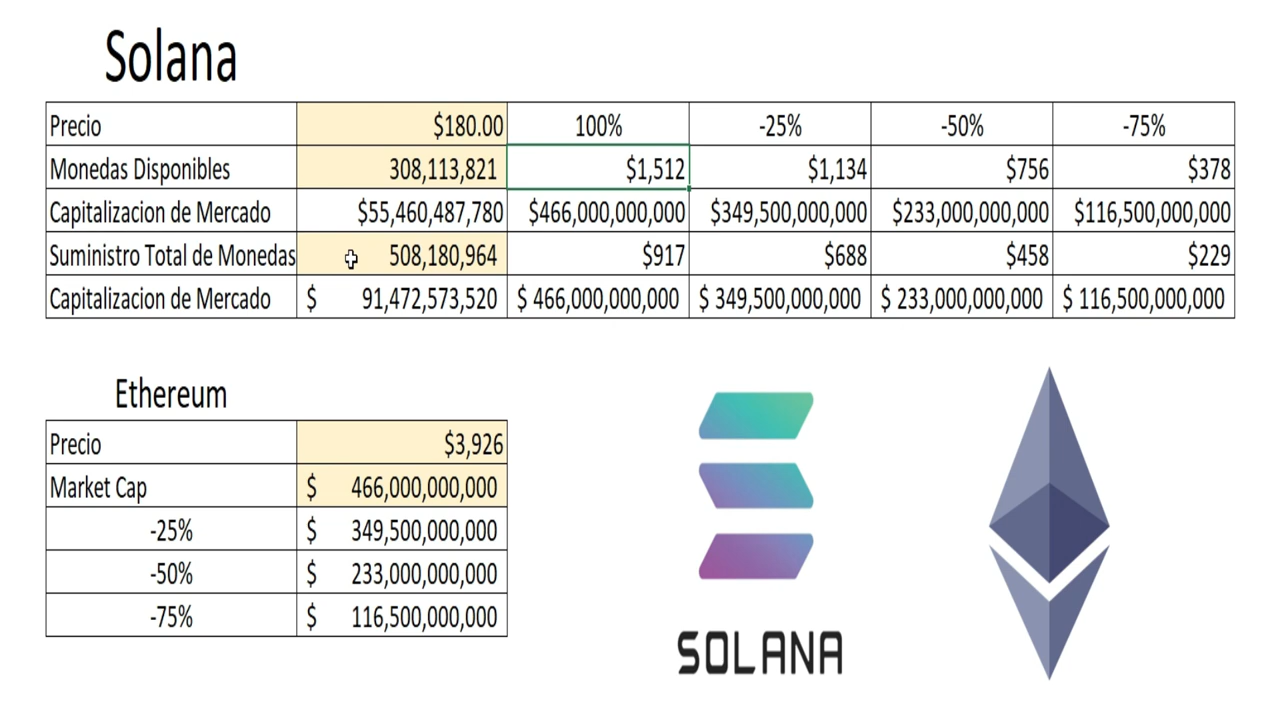 Solana
Precio $180.00 100% -25% -50% -75%
Monedas Disponibles 308,113,821 $1,512 $1,134 $756 $378
Capitalizacion de Mercado $55,460,487,780 $466,000,000,000 $349,500,000,000 $233,000,000,000 $116,500,000,000
Suministro Total de Monedas 508,180,964 $917 $688 $458 $229
Capitalizacion de Mercado $ 91,472,573,520 $ 466,000,000,000 $ 349,500,000,000 $ 233,000,000,000 $ 116,500,000,000
Ethereum
Precio $3,926
Market Cap $ 466,000,000,000
-25% $ 349,500,000,000
-50% $ 233,000,000,000
-75% $ 116,500,000,000
SOLANA